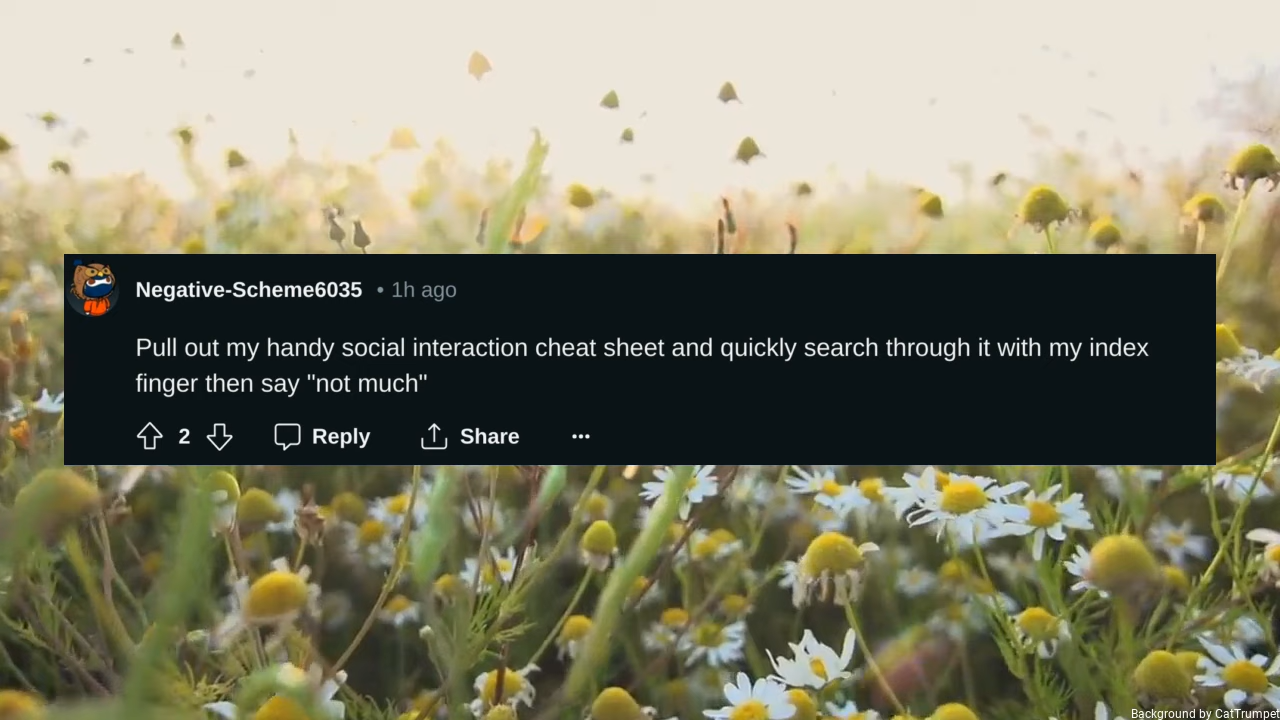 Negative-Scheme6035 • 1h ago
Pull out my handy social interaction cheat sheet and quickly search through it with my index
finger then say "not much"
2 Reply Share ···
Background by CatTrumpet